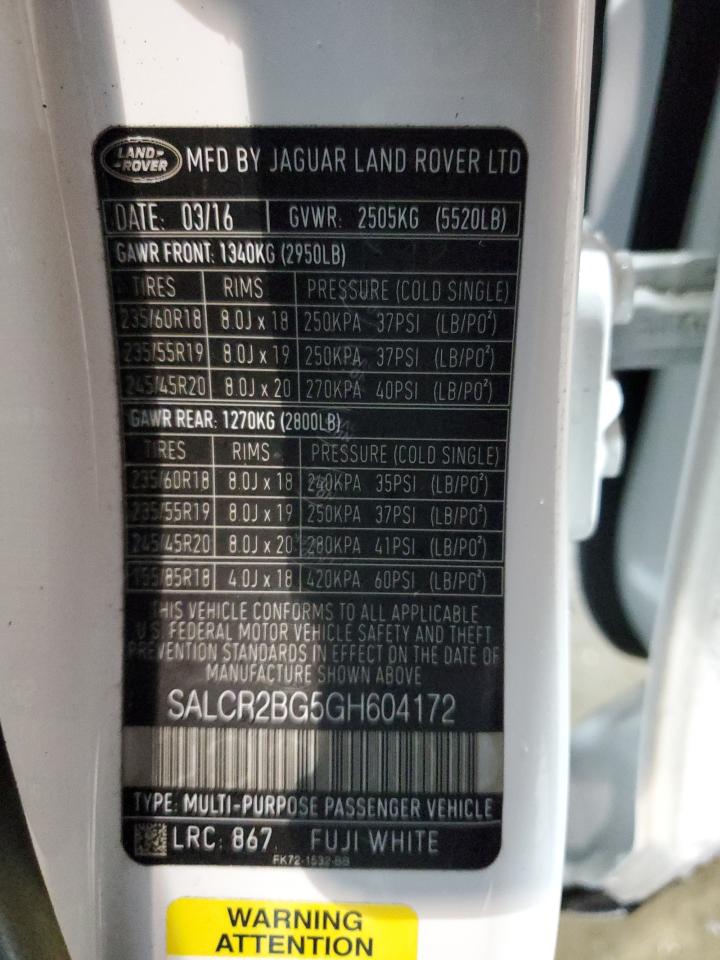 LAND-
-ROVER
MFD BY JAGUAR LAND ROVER LTD
DATE: 03/16 GVWR: 2505KG (5520LB)
GAWR FRONT: 1340KG (2950LB)
TIRES RIMS PRESSURE (COLD SINGLE)
235/60R18 8.0J x 18 250KPA 37PSI (LB/PO²)
235/55R19 8.0J x 19 250KPA 37PSI (LB/PO²)
245/45R20 8.0J x 20 270KPA 40PSI (LB/PO²)
GAWR REAR: 1270KG (2800LB)
TIRES RIMS PRESSURE (COLD SINGLE)
235/60R18 8.0J x 18 240KPA 35PSI (LB/PO²)
235/55R19 8.0J x 19 250KPA 37PSI (LB/PO²)
245/45R20 8.0J x 20 280KPA 41PSI (LB/PO²)
155/85R18 4.0J x 18 420KPA 60PSI (LB/PO²)
THIS VEHICLE CONFORMS TO ALL APPLICABLE
U.S. FEDERAL MOTOR VEHICLE SAFETY AND THEFT
PREVENTION STANDARDS IN EFFECT ON THE DATE OF
MANUFACTURE SHOWN ABOVE
SALCR2BG5GH604172
TYPE: MULTI-PURPOSE PASSENGER VEHICLE
LRC: 867 FUJI WHITE
FK72-1532-BB
WARNING
ATTENTION